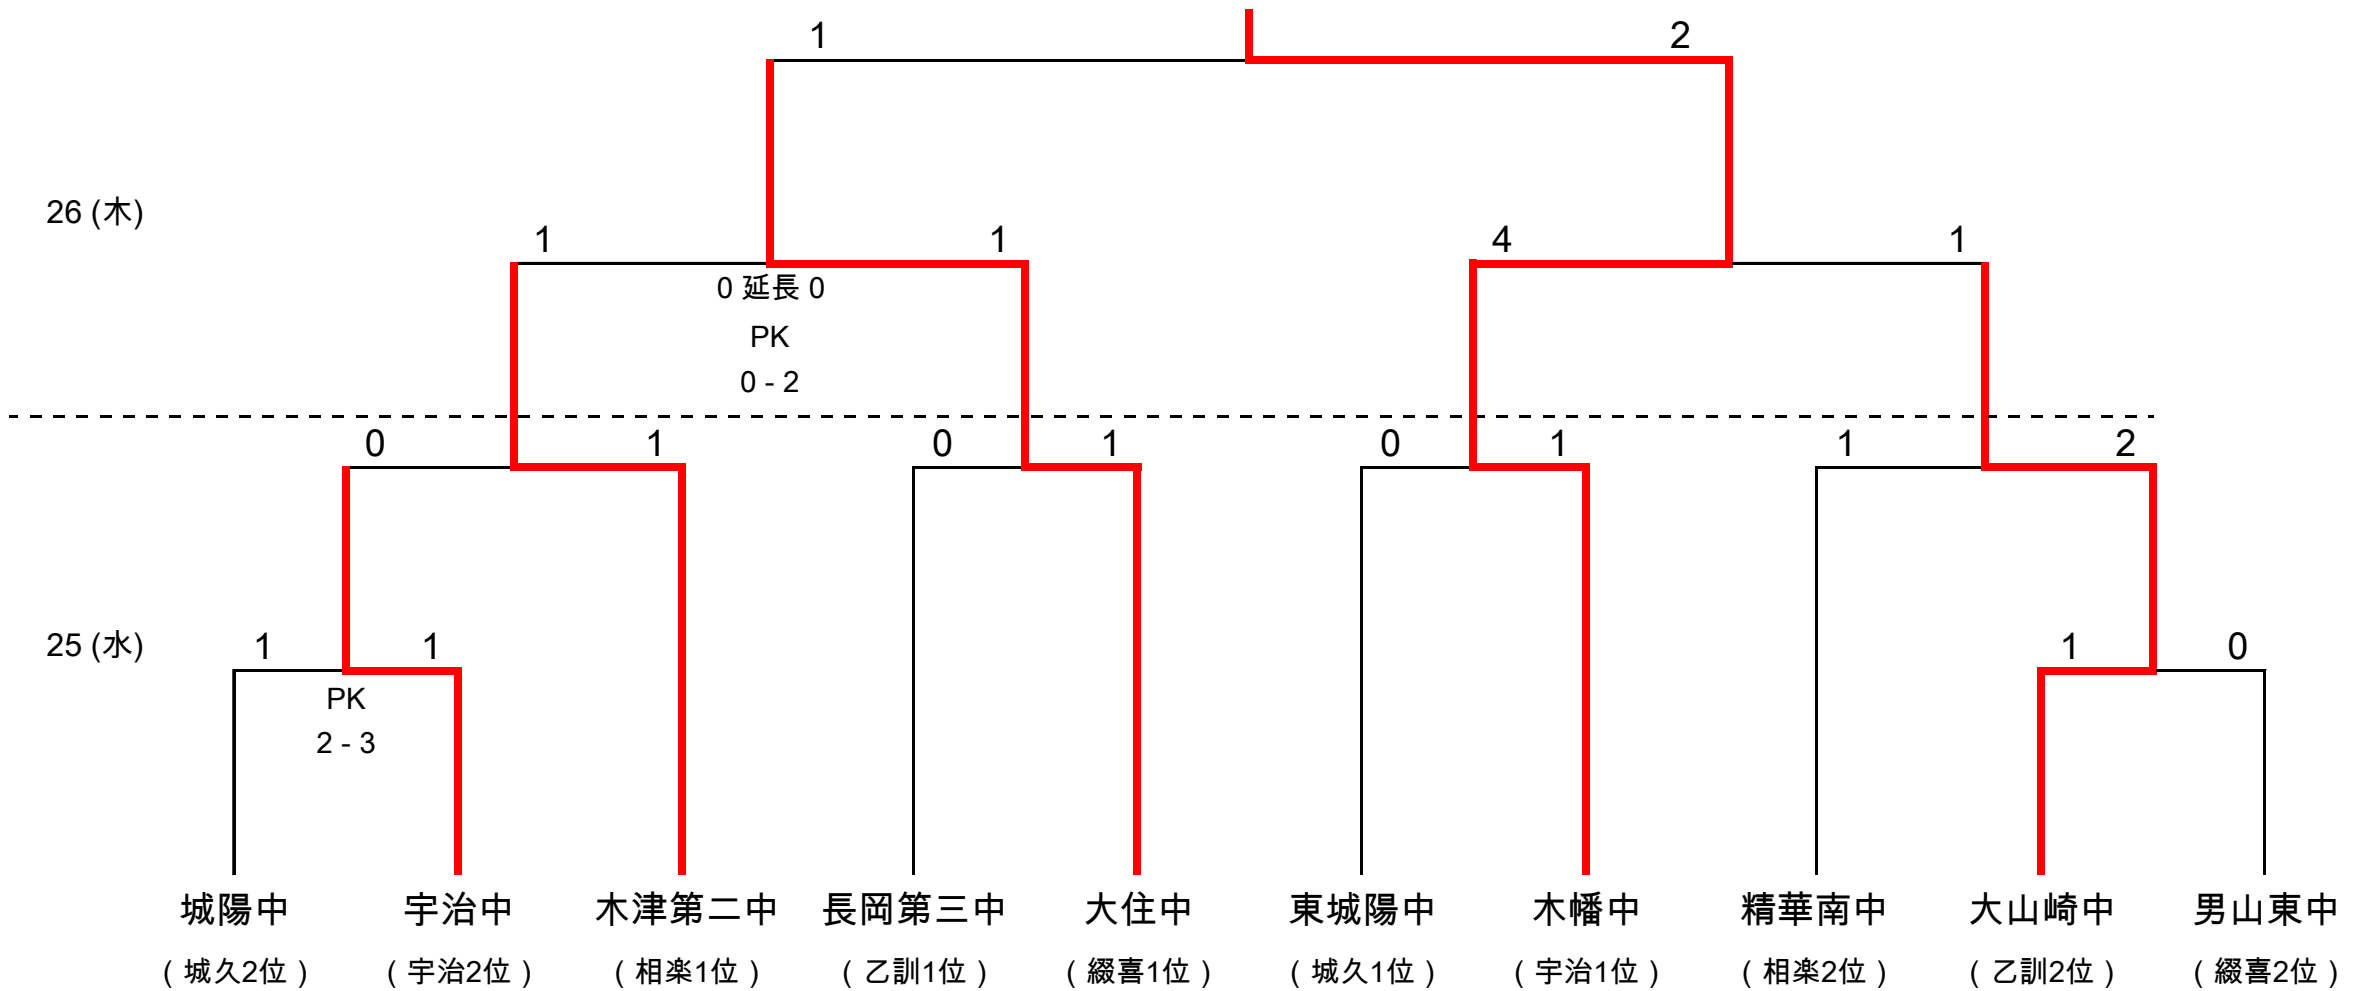 1 2
26 (木)
1 1 4 1
0 延長 0
PK
0 - 2
0 1 0 1 0 1 1 2
25 (水)
1 1 1 0
PK
2 - 3
城陽中 宇治中 木津第二中 長岡第三中 大住中 東城陽中 木幡中 精華南中 大山崎中 男山東中
( 城久2位 ) ( 宇治2位 ) ( 相楽1位 ) ( 乙訓1位 ) ( 綴喜1位 ) ( 城久1位 ) ( 宇治1位 ) ( 相楽2位 ) ( 乙訓2位 ) ( 綴喜2位 )